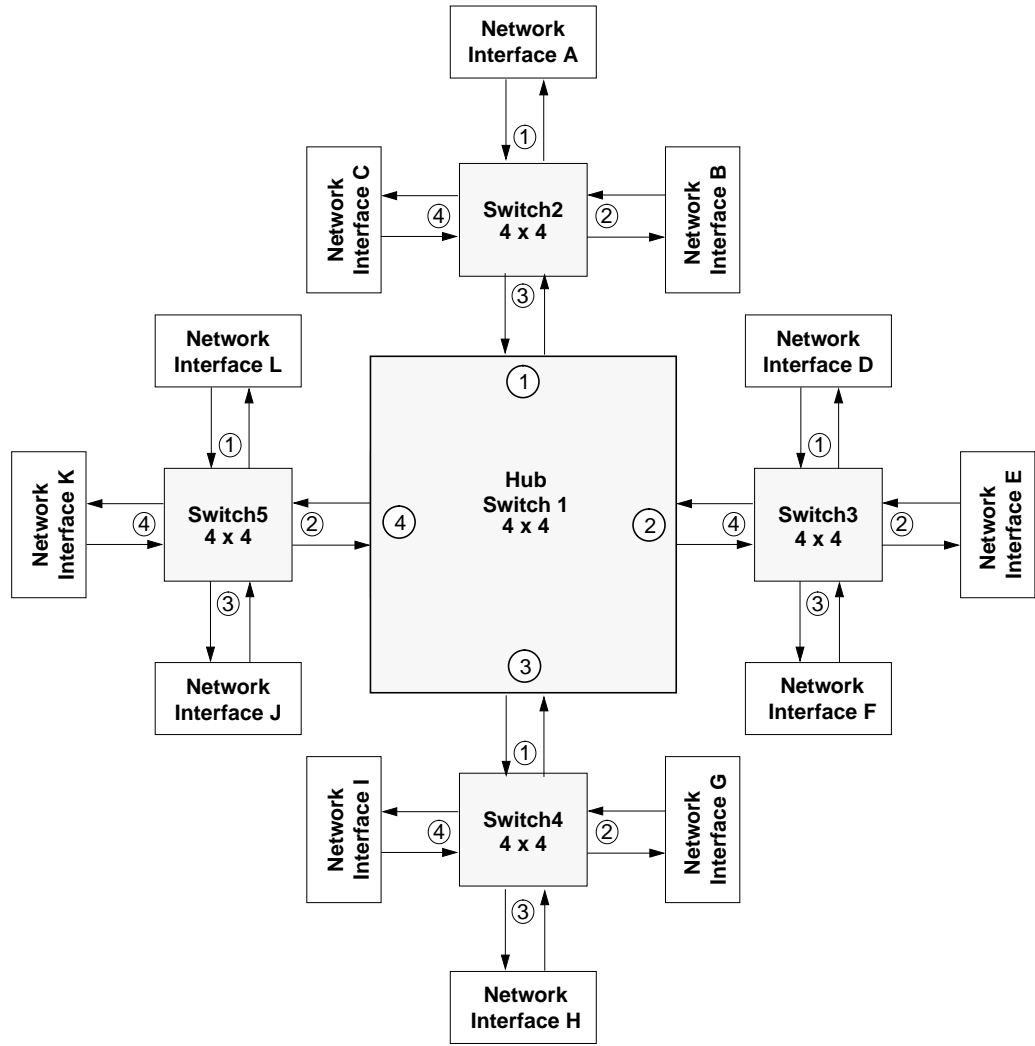 Network
Interface A
①
Network
Interface C
④
Switch2
4 x 4
②
Network
Interface B
③
Network
Interface L
①
①
Network
Interface D
①
Network
Interface K
④
Switch5
4 x 4
②
④
Hub
Switch 1
4 x 4
②
④
Switch3
4 x 4
②
Network
Interface E
③
Network
Interface J
③
③
Network
Interface F
①
Network
Interface I
④
Switch4
4 x 4
②
Network
Interface G
③
Network
Interface H